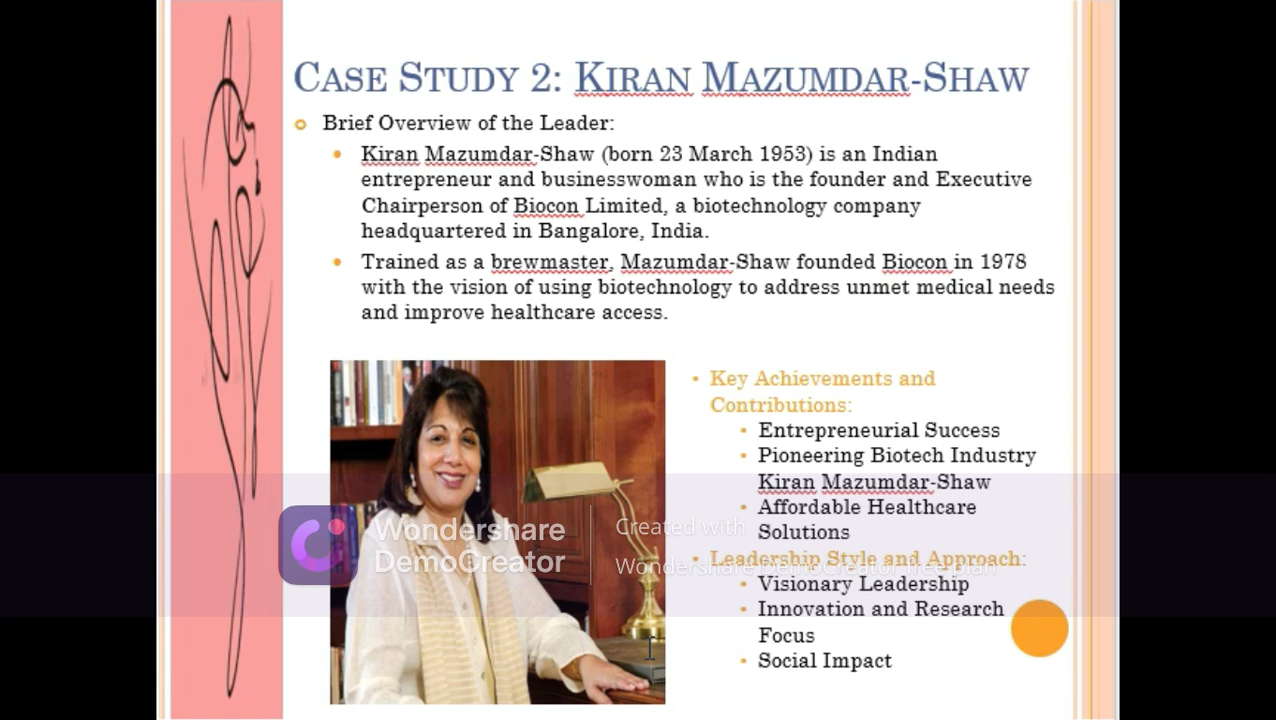 CASE STUDY 2: KIRAN MAZUMDAR-SHAW
Brief Overview of the Leader:
Kiran Mazumdar-Shaw (born 23 March 1953) is an Indian
entrepreneur and businesswoman who is the founder and Executive
Chairperson of Biocon Limited, a biotechnology company
headquartered in Bangalore, India.
Trained as a brewmaster, Mazumdar-Shaw founded Biocon in 1978
with the vision of using biotechnology to address unmet medical needs
and improve healthcare access.
Key Achievements and
Contributions:
Entrepreneurial Success
Pioneering Biotech Industry
Kiran Mazumdar-Shaw
Affordable Healthcare
Solutions
Leadership Style and Approach:
Visionary Leadership
Innovation and Research
Focus
Social Impact
Wondershare
DemoCreator
Created with
Wondershare DemoCreator free plan